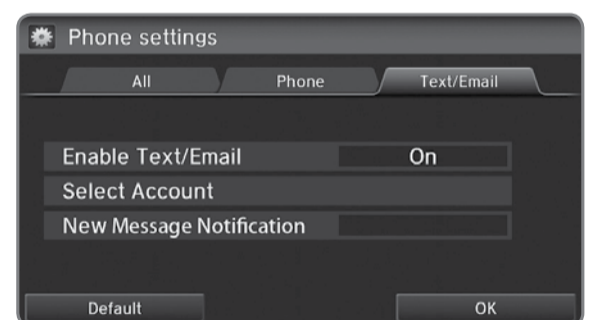 Phone settings
All Phone Text/Email
Enable Text/Email On
Select Account
New Message Notification
Default OK